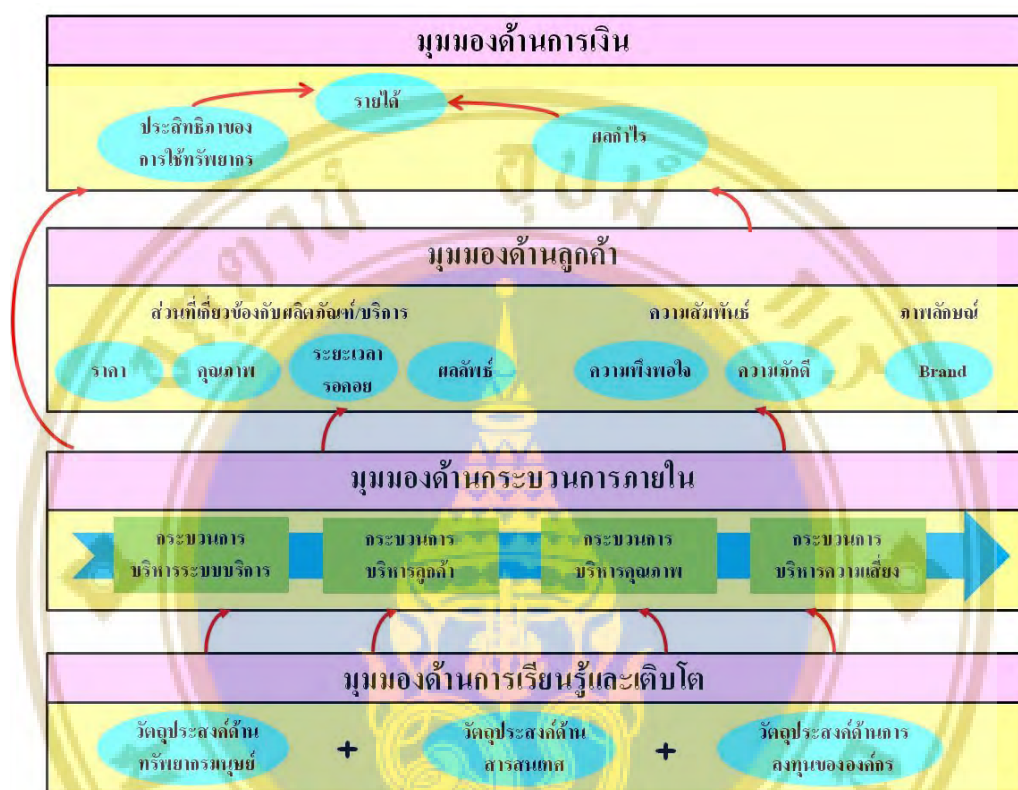 มุมมองด้านการเงิน
รายได้
ประสิทธิภาของ
การใช้ทรัพยากร
ผลกำไร
มุมมองด้านลูกค้า
ส่วนที่เกี่ยวข้องกับผลิตภัณฑ์/บริการ
ความสัมพันธ์
ภาพลักษณ์
ราคา
คุณภาพ
ระยะเวลา
รอคอย
ผลลัพธ์
ความพึงพอใจ
ความภักดี
Brand
มุมมองด้านกระบวนการภายใน
กระบวนการ
บริหารระบบบริการ
กระบวนการ
บริหารลูกค้า
กระบวนการ
บริหารคุณภาพ
กระบวนการ
บริหารความเสี่ยง
มุมมองด้านการเรียนรู้และเติบโต
วัตถุประสงค์ด้าน
ทรัพยากรมนุษย์
+
วัตถุประสงค์ด้าน
สารสนเทศ
+
วัตถุประสงค์ด้านการ
ลงทุนขององค์กร